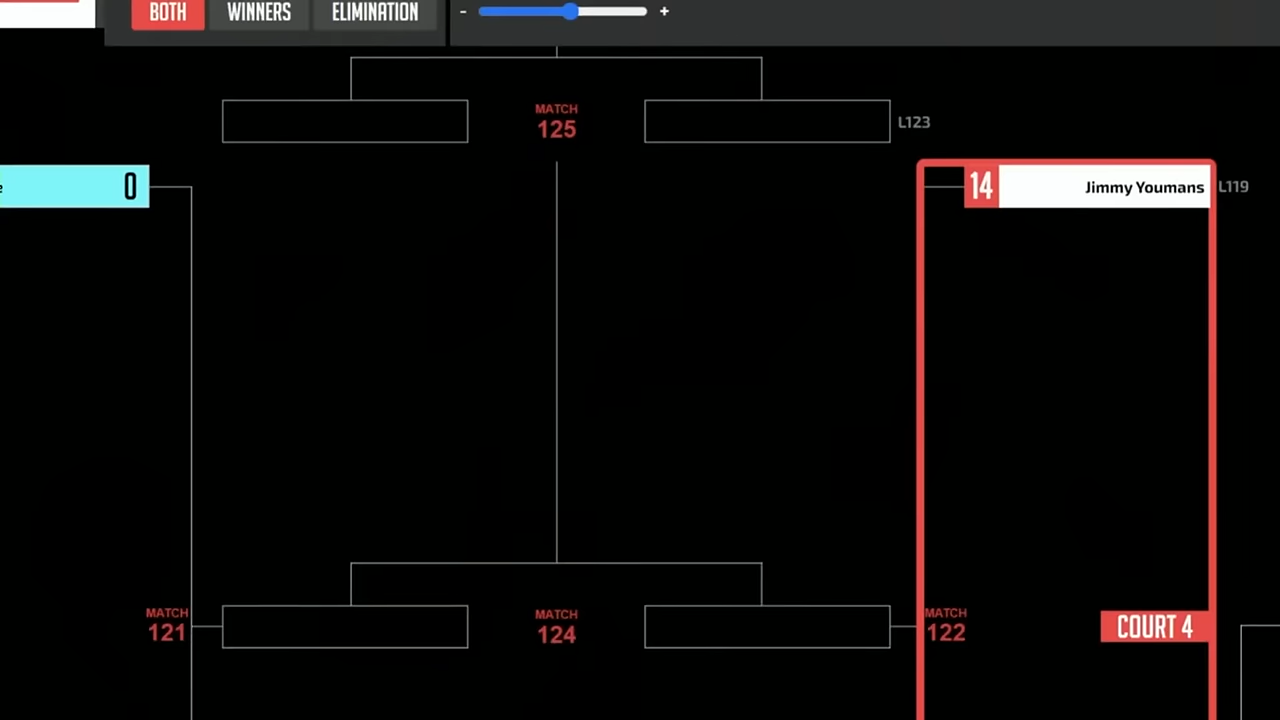 BOTH WINNERS ELIMINATION - +
MATCH
125
L123
e 0
14 Jimmy Youmans L119
MATCH
121
MATCH
124
MATCH
122
COURT 4